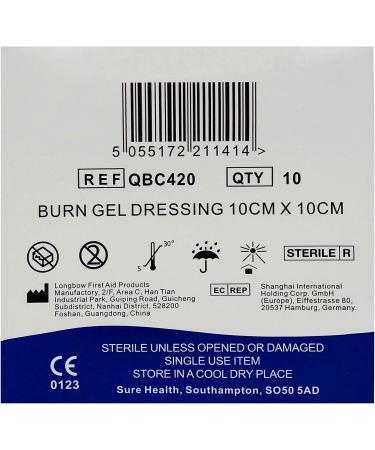 5 055172 211414 >
REF QBC420 QTY 10
BURN GEL DRESSING 10CM X 10CM
2 5 30° STERILE R
Longbow First Aid Products
Manufactory, 2/F, Area C, Han Tian
Industrial Park, Guiping Road, Guicheng
Subdistrict, Nanhai District, 528200
Foshan, Guangdong, China
EC REP
Shanghai International
Holding Corp. GmbH
(Europe), Eiffestrasse 80,
20537 Hamburg, Germany.
CE
0123
STERILE UNLESS OPENED OR DAMAGED
SINGLE USE ITEM
STORE IN A COOL DRY PLACE
Sure Health, Southampton, SO50 5AD